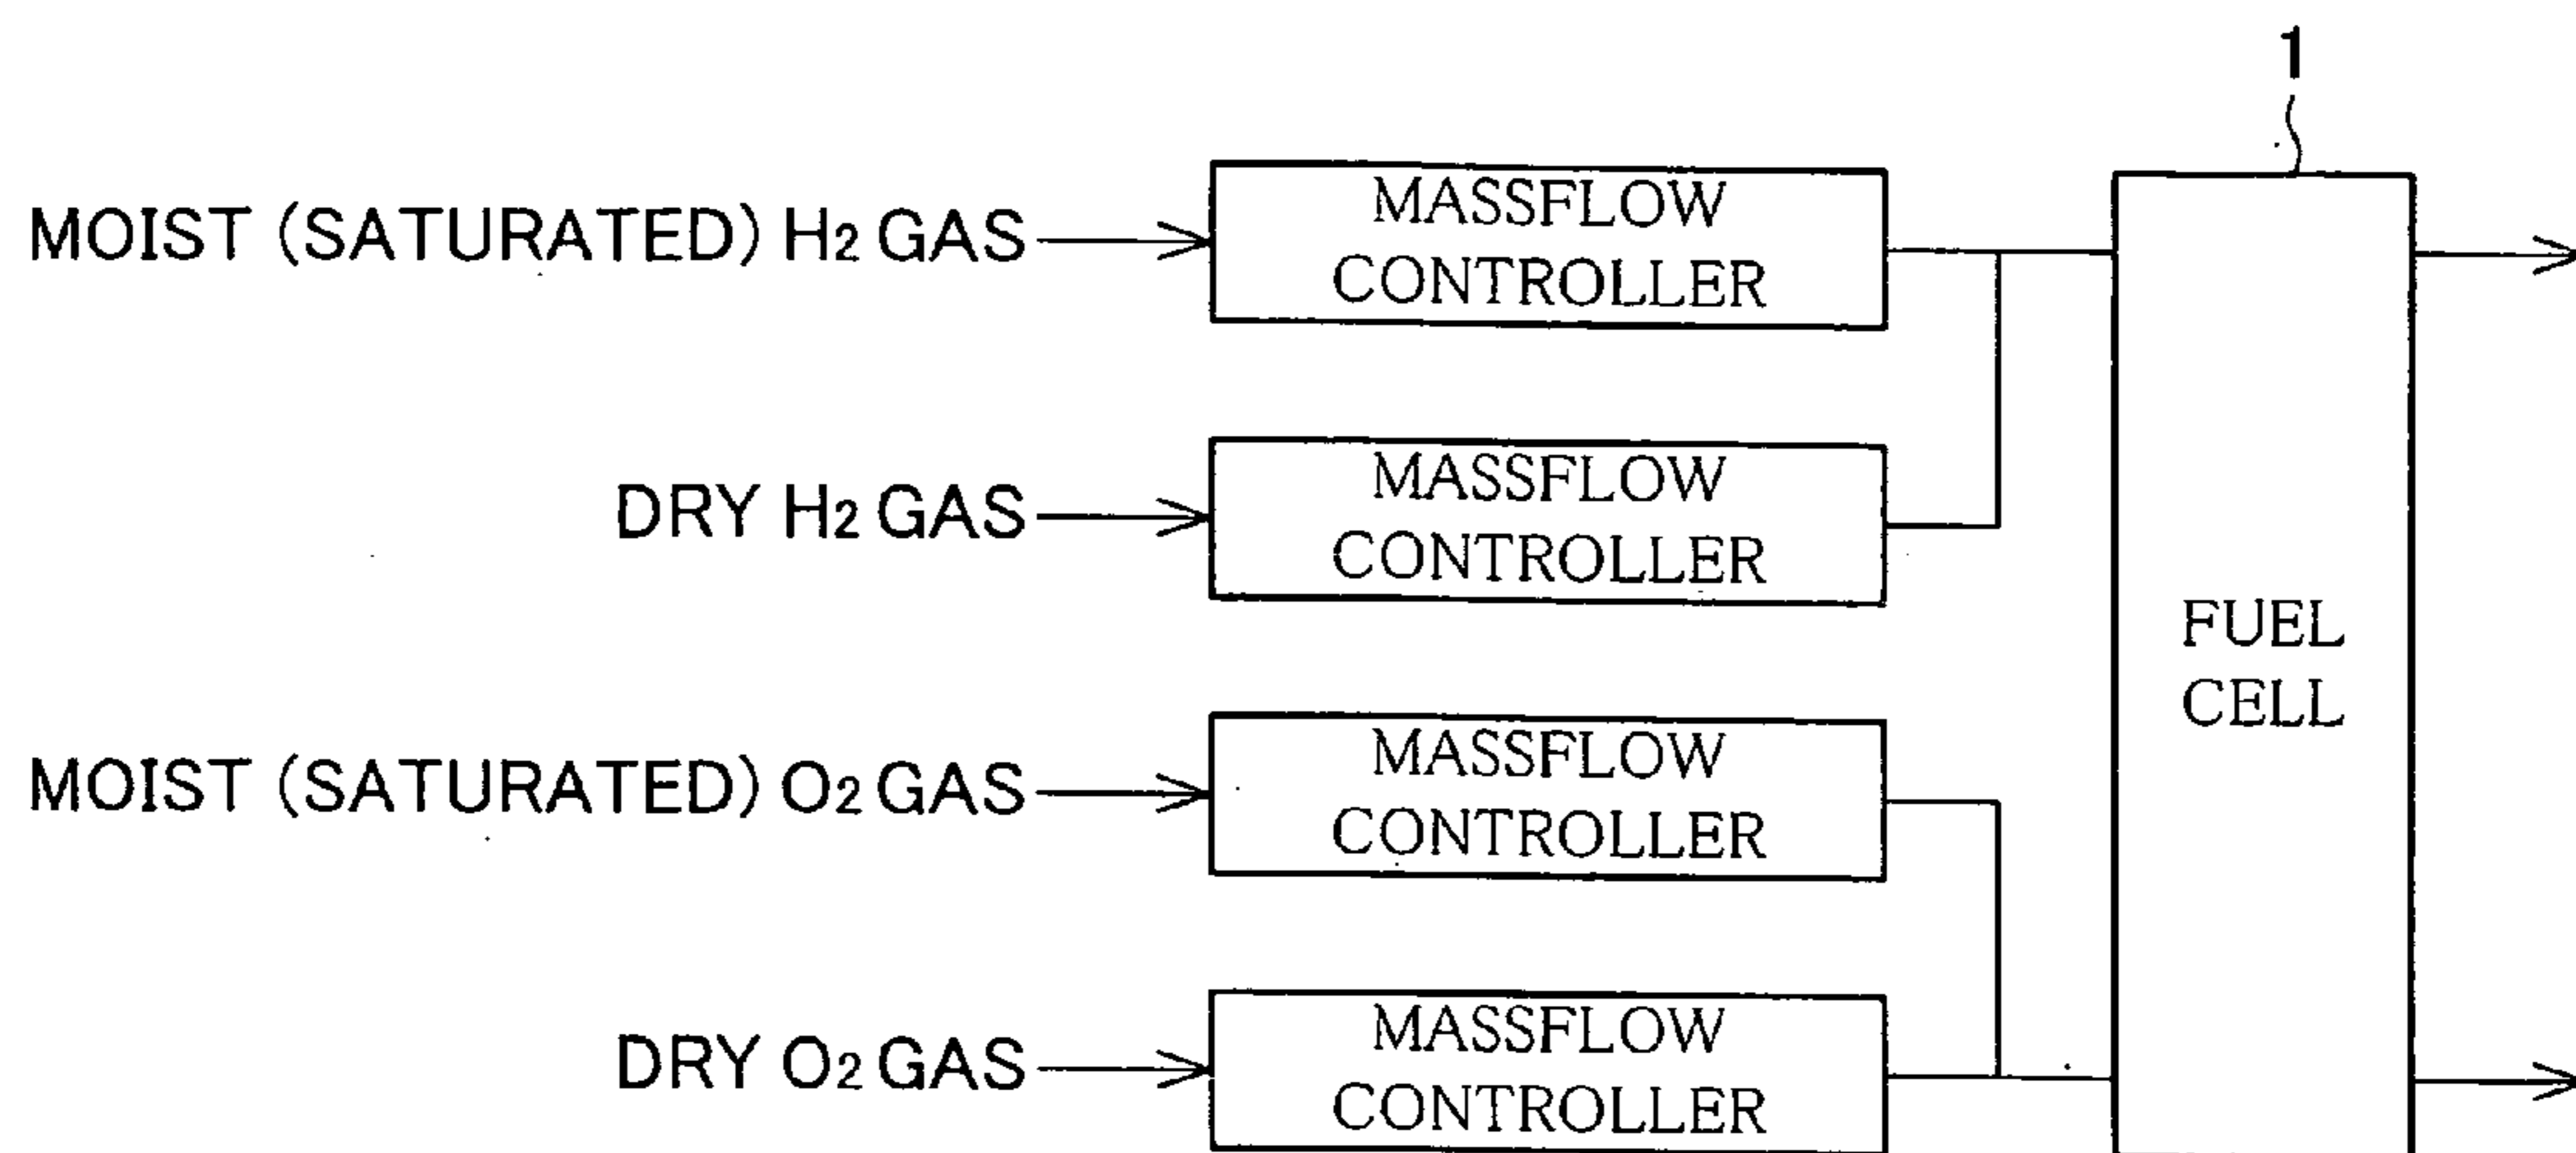 1
MOIST (SATURATED) H2 GAS
MASSFLOW
CONTROLLER
DRY H2 GAS
MASSFLOW
CONTROLLER
FUEL
CELL
MOIST (SATURATED) O2 GAS
MASSFLOW
CONTROLLER
DRY O2 GAS
MASSFLOW
CONTROLLER